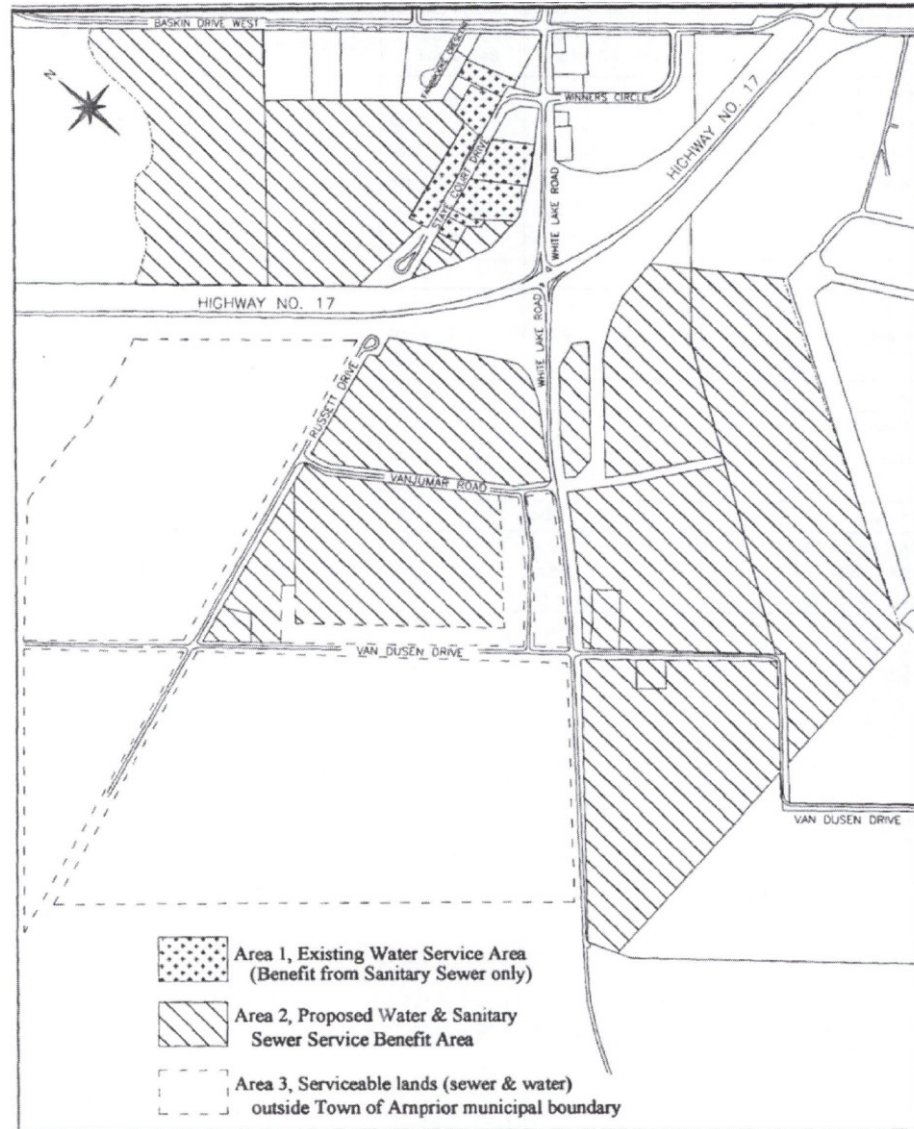 BASKIN DRIVE WEST
N
STAYE COURT DRIVE
WINNERS CIRCLE
HIGHWAY NO. 17
WHITE LAKE ROAD
HIGHWAY NO. 17
WHITE LAKE ROAD
RUSSETT DRIVE
VANJUMAR ROAD
VAN DUSEN DRIVE
VAN DUSEN DRIVE
Area 1, Existing Water Service Area
(Benefit from Sanitary Sewer only)
Area 2, Proposed Water & Sanitary
Sewer Service Benefit Area
Area 3, Serviceable lands (sewer & water)
outside Town of Arnprior municipal boundary